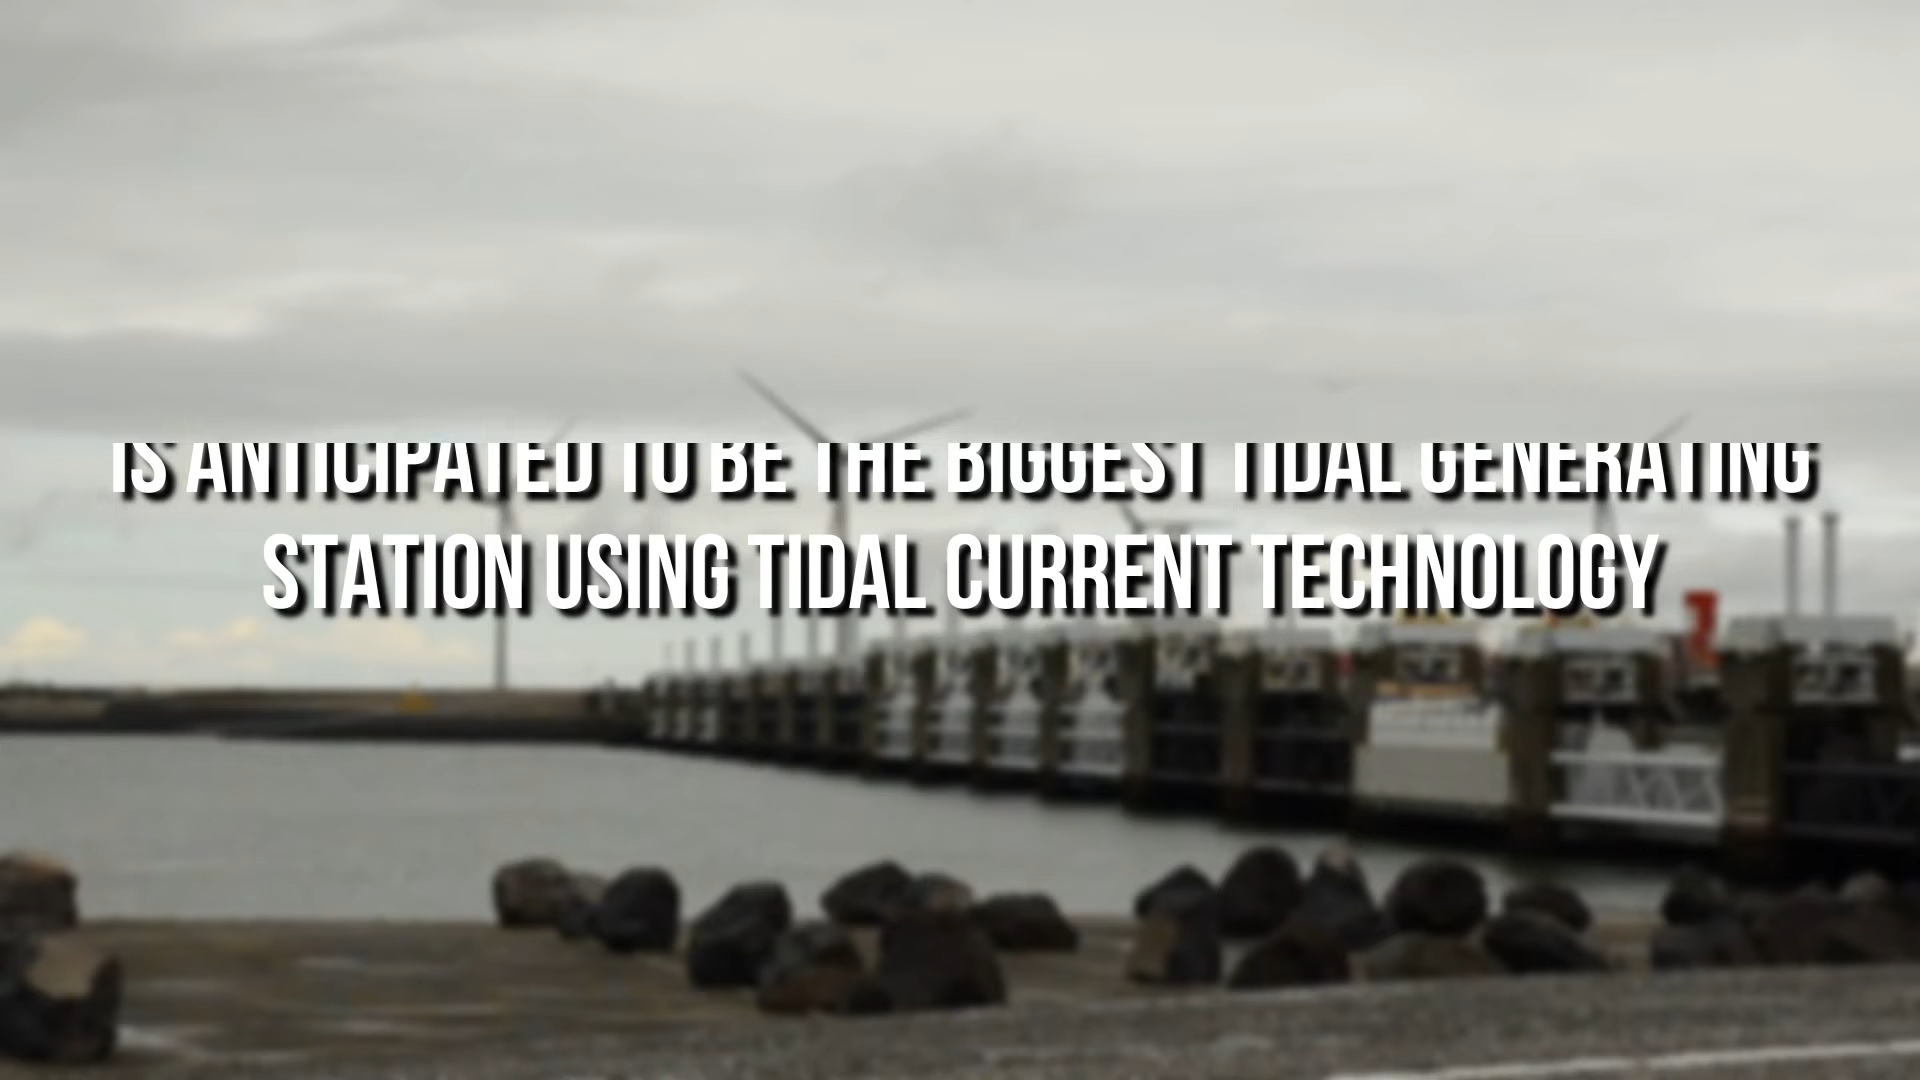 IS ANTICIPATED TO BE THE BIGGEST TIDAL GENERATING
STATION USING TIDAL CURRENT TECHNOLOGY